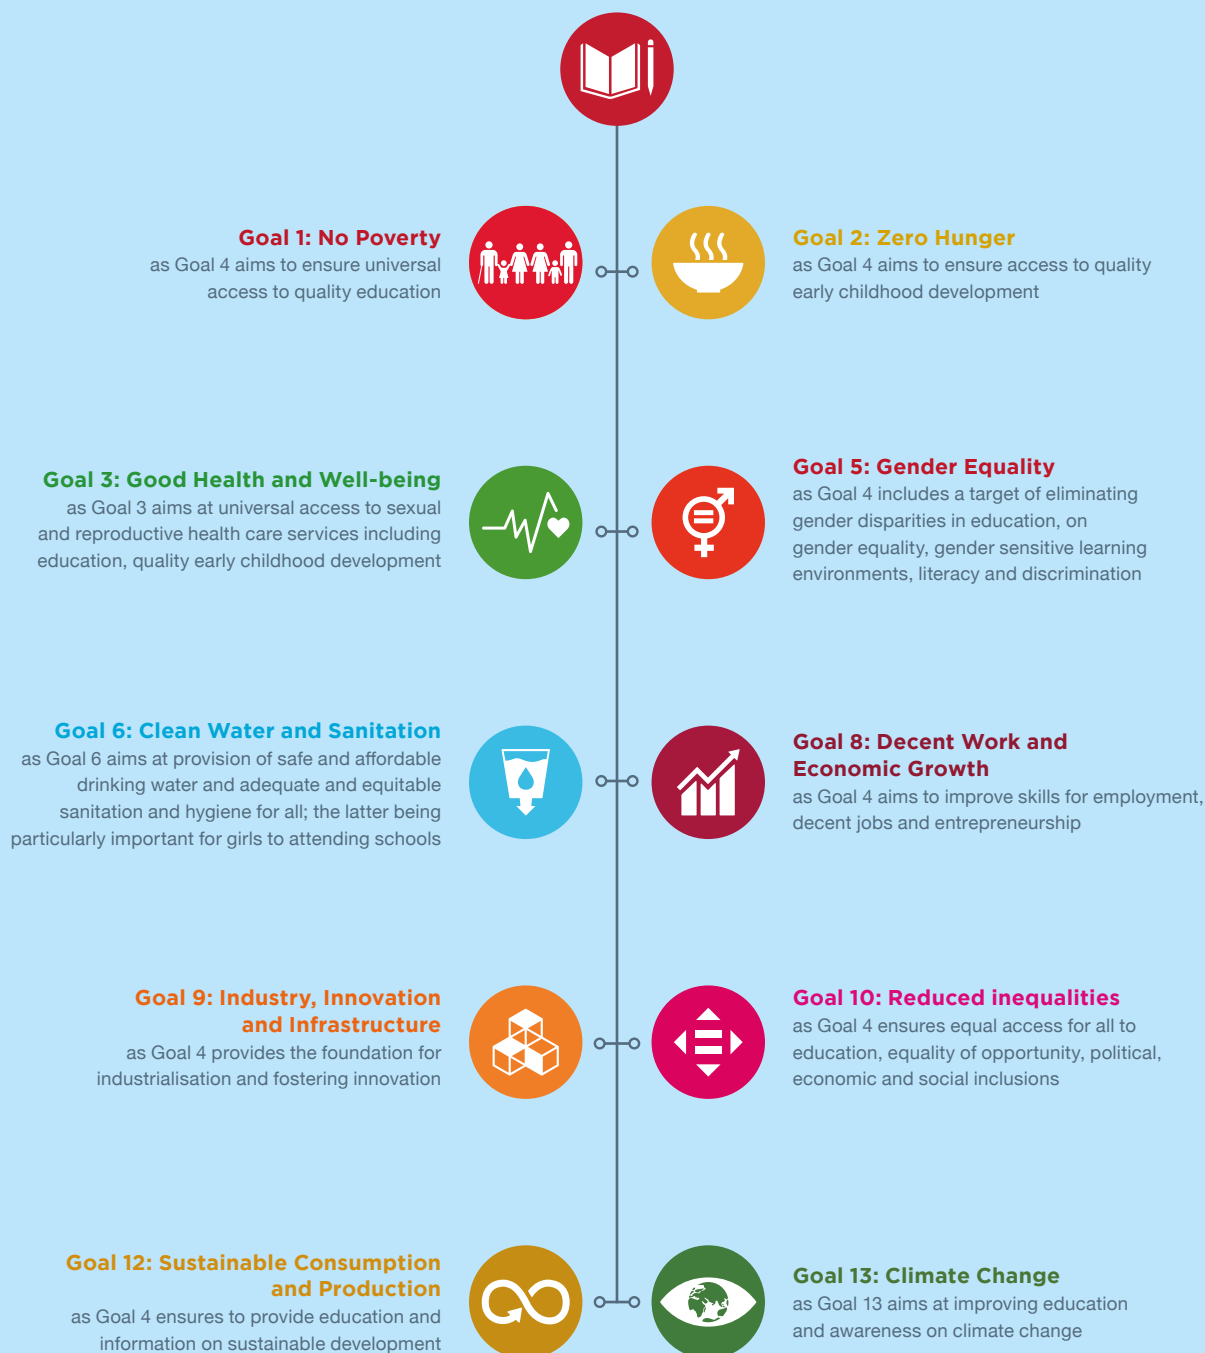 Goal 1: No Poverty
as Goal 4 aims to ensure universal
access to quality education
Goal 2: Zero Hunger
as Goal 4 aims to ensure access to quality
early childhood development
Goal 3: Good Health and Well-being
as Goal 3 aims at universal access to sexual
and reproductive health care services including
education, quality early childhood development
Goal 5: Gender Equality
as Goal 4 includes a target of eliminating
gender disparities in education, on
gender equality, gender sensitive learning
environments, literacy and discrimination
Goal 6: Clean Water and Sanitation
as Goal 6 aims at provision of safe and affordable
drinking water and adequate and equitable
sanitation and hygiene for all; the latter being
particularly important for girls to attending schools
Goal 8: Decent Work and
Economic Growth
as Goal 4 aims to improve skills for employment,
decent jobs and entrepreneurship
Goal 9: Industry, Innovation
and Infrastructure
as Goal 4 provides the foundation for
industrialisation and fostering innovation
Goal 10: Reduced inequalities
as Goal 4 ensures equal access for all to
education, equality of opportunity, political,
economic and social inclusions
Goal 12: Sustainable Consumption
and Production
as Goal 4 ensures to provide education and
information on sustainable development
Goal 13: Climate Change
as Goal 13 aims at improving education
and awareness on climate change